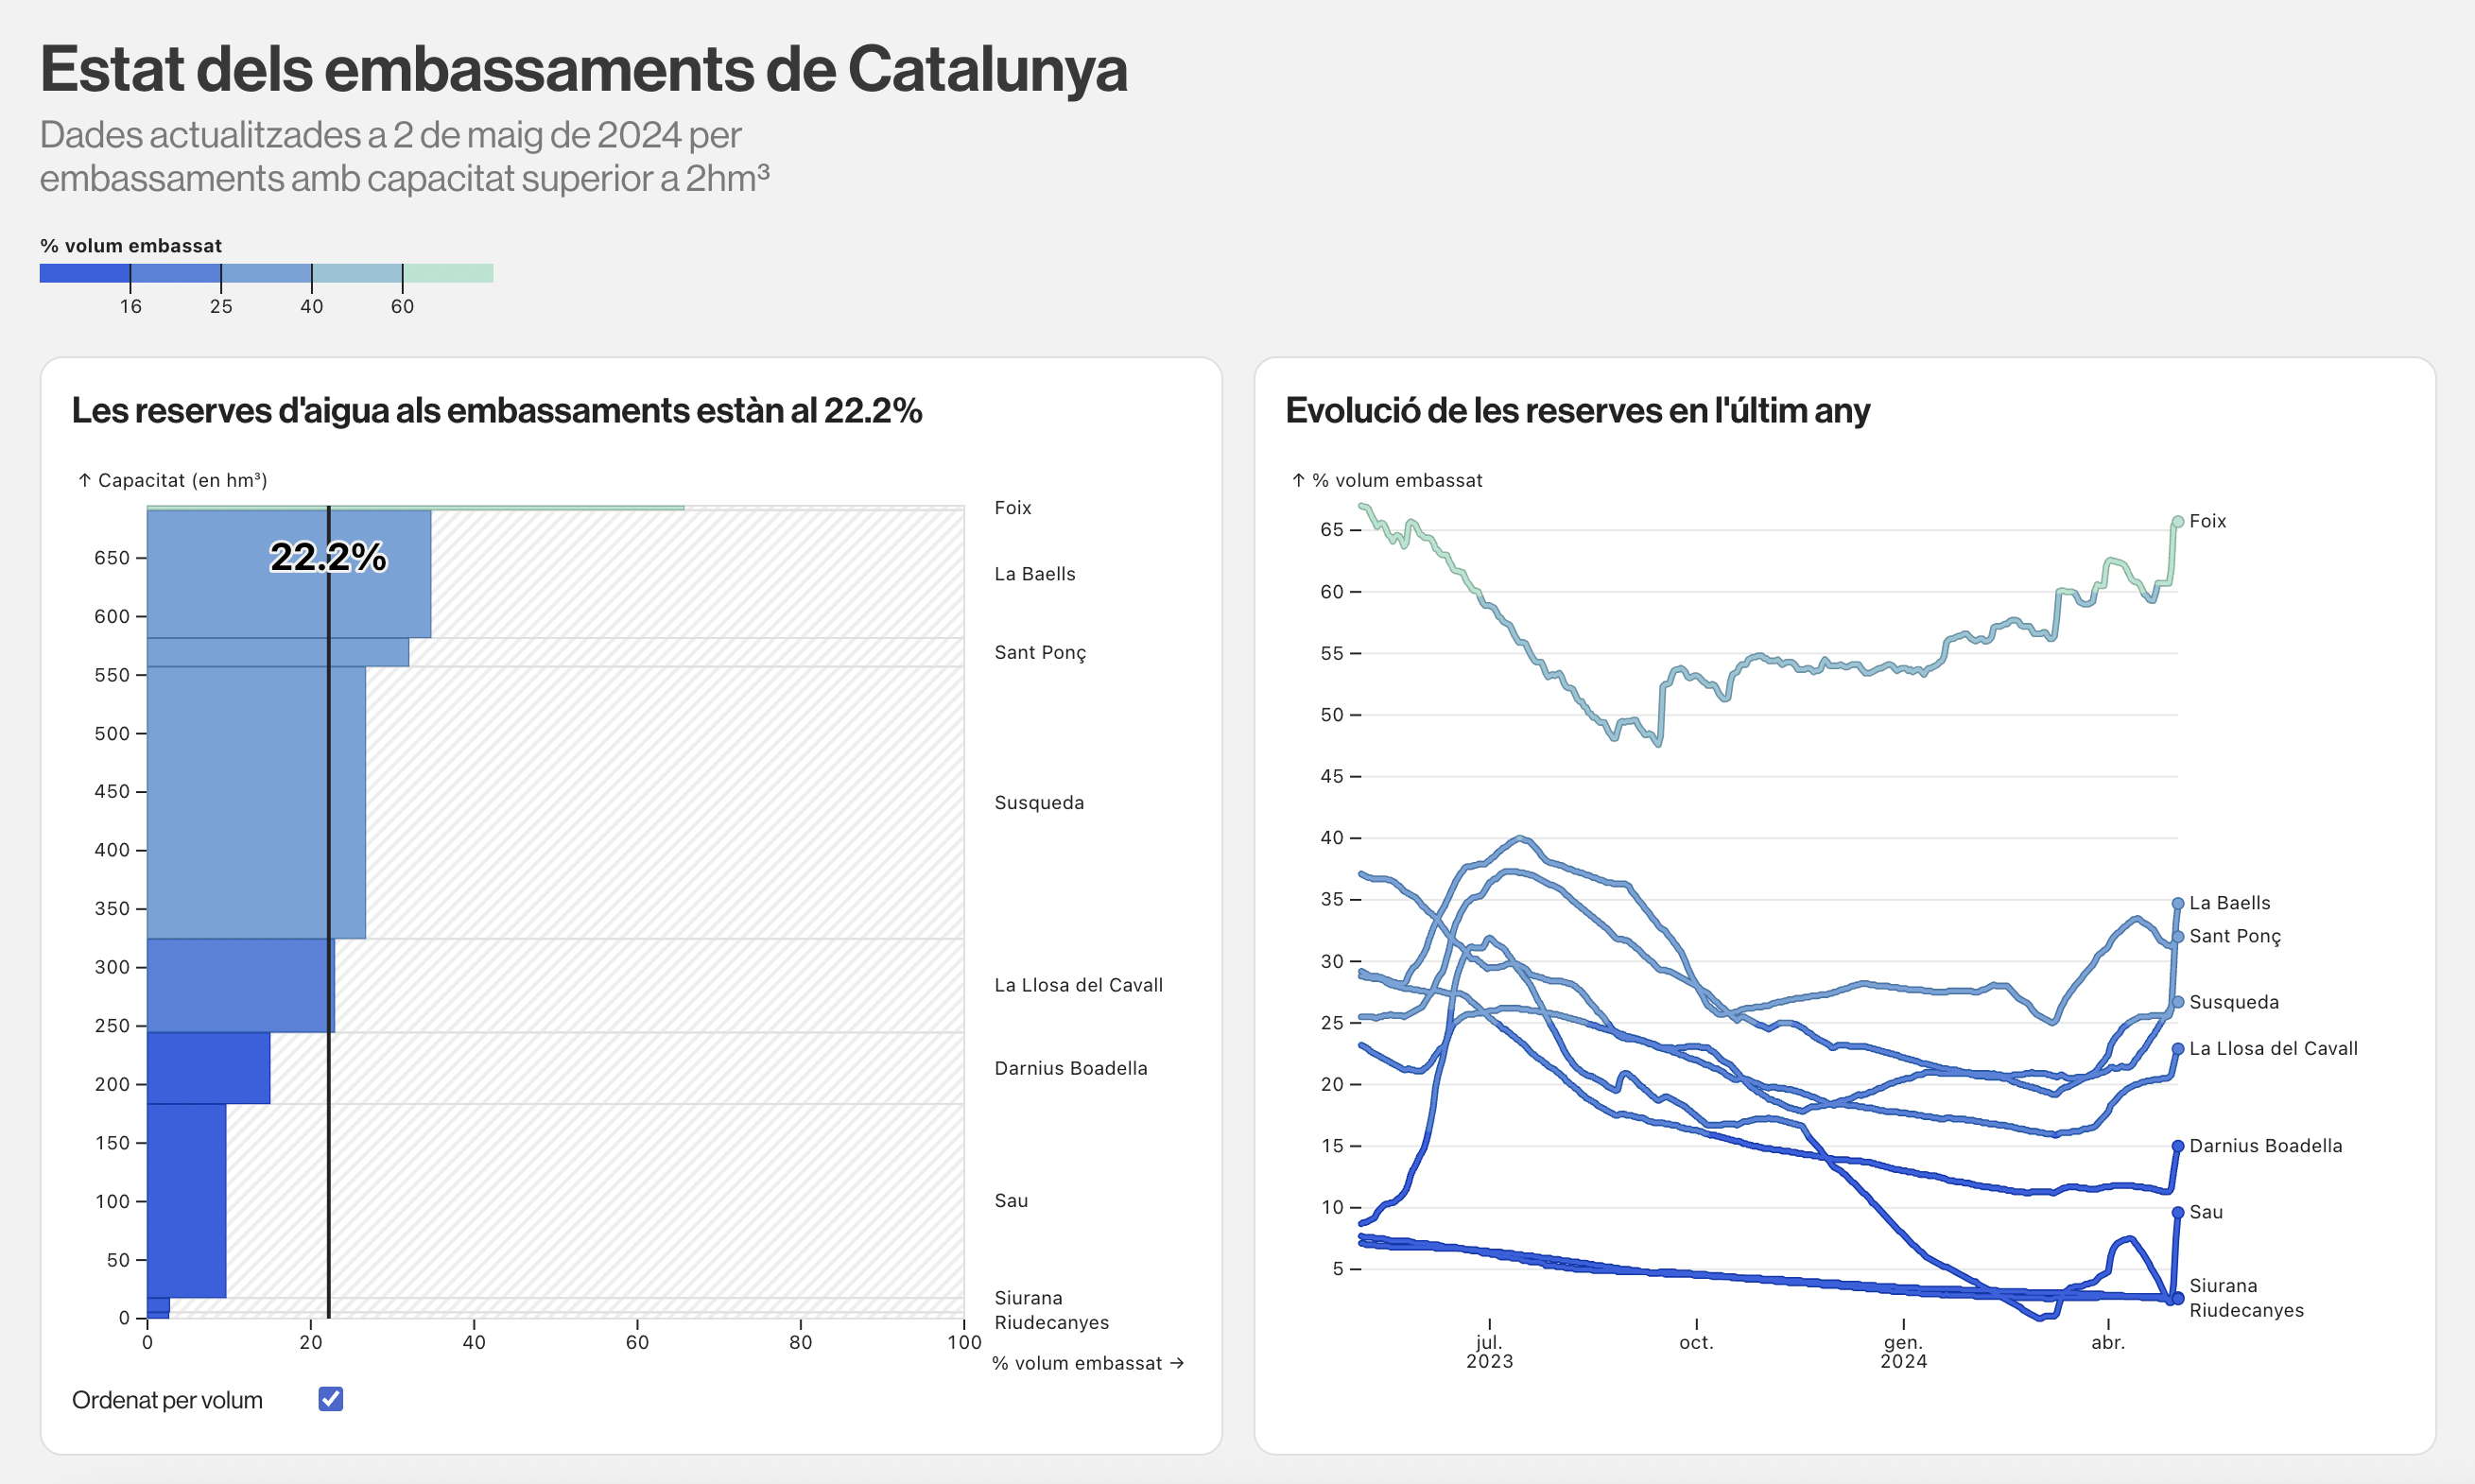 Estat dels embassaments de Catalunya
Dades actualitzades a 2 de maig de 2024 per
embassaments amb capacitat superior a 2hm³
% volum embassat
16 25 40 60
Les reserves d'aigua als embassaments estàn al 22.2%
↑ Capacitat (en hm³)
650
600
550
500
450
400
350
300
250
200
150
100
50
0
22.2%
Foix
La Baells
Sant Ponç
Susqueda
La Llosa del Cavall
Darnius Boadella
Sau
Siurana
Riudecanyes
0 20 40 60 80 100
% volum embassat →
Ordenat per volum
Evolució de les reserves en l'últim any
↑ % volum embassat
65
60
55
50
45
40
35
30
25
20
15
10
5
Foix
La Baells
Sant Ponç
Susqueda
La Llosa del Cavall
Darnius Boadella
Sau
Siurana
Riudecanyes
jul. oct. gen. abr.
2023 2024